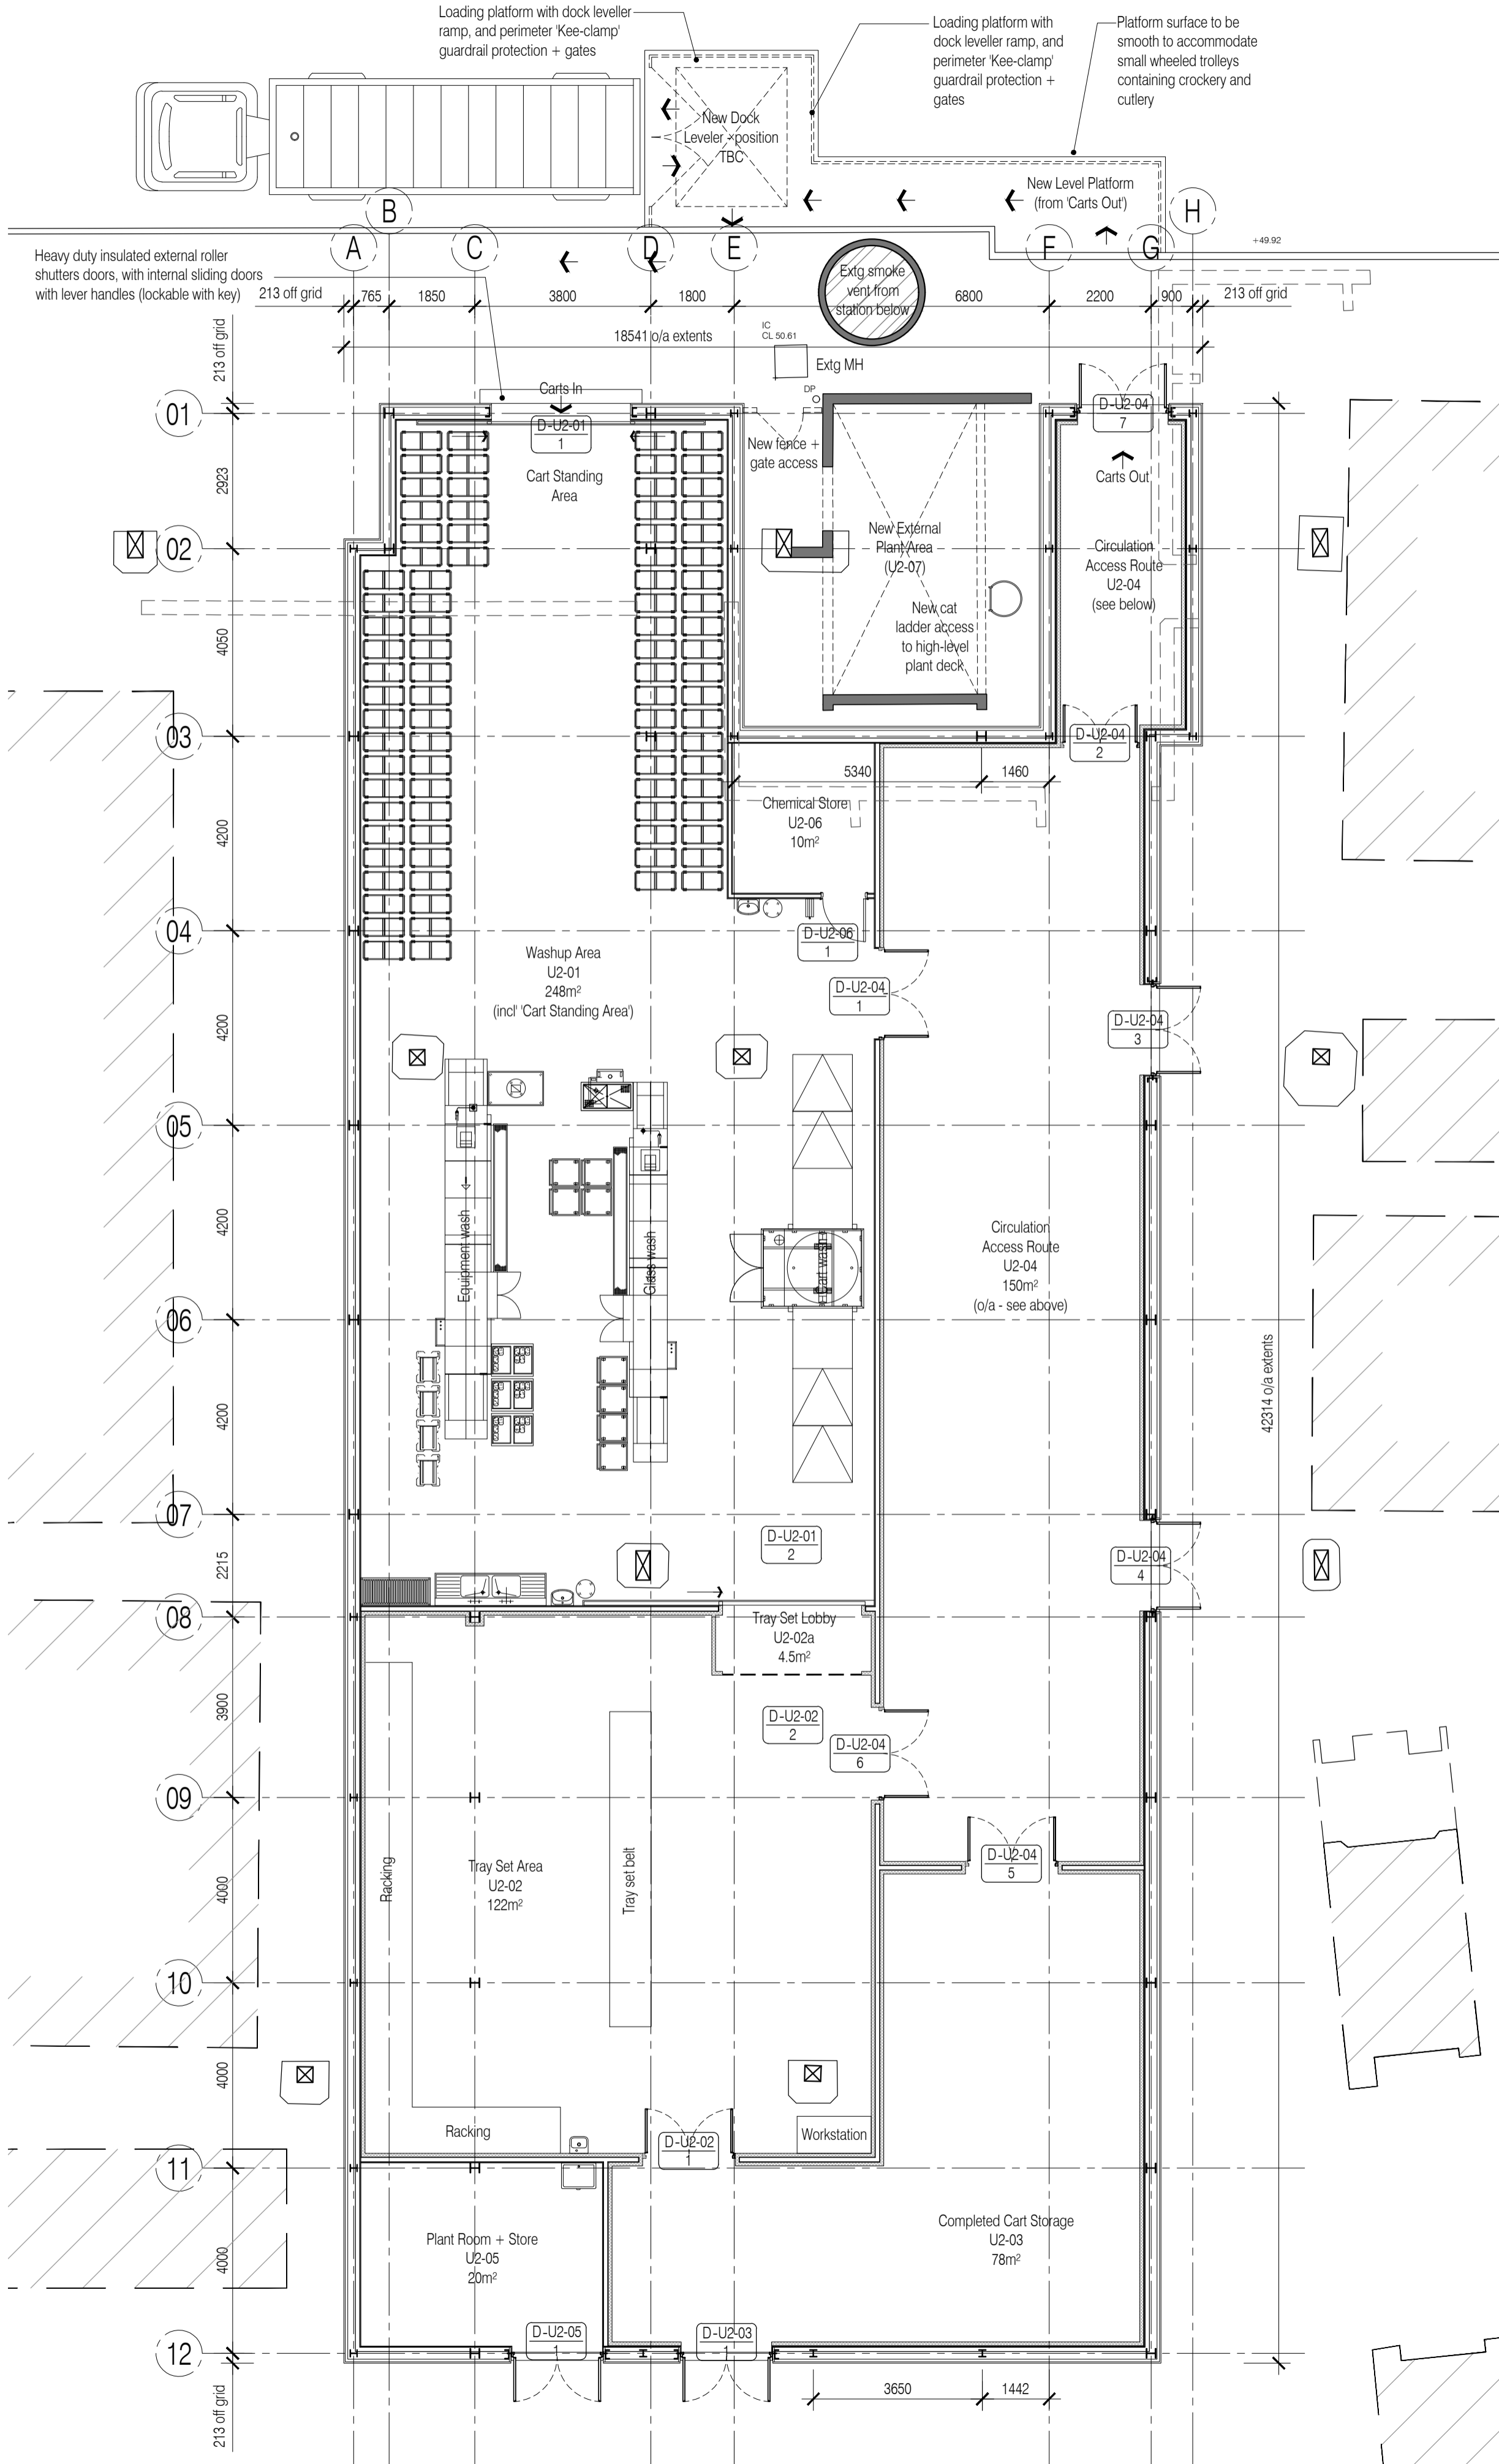 Loading platform with dock leveller
ramp, and perimeter 'Kee-clamp'
guardrail protection + gates
Loading platform with
dock leveller ramp, and
perimeter 'Kee-clamp'
guardrail protection +
gates
Platform surface to be
smooth to accommodate
small wheeled trolleys
containing crockery and
cutlery
New Dock
Leveler - position
TBC
New Level Platform
(from 'Carts Out')
B
H
A
C
D
E
F
G
+49.92
Heavy duty insulated external roller
shutters doors, with internal sliding doors
with lever handles (lockable with key)
Extg smoke
vent from
station below
213 off grid
765
1850
3800
1800
6800
2200
900
213 off grid
18541 o/a extents
213 off grid
IC
CL 50.61
Extg MH
DP
01
Carts In
D-U2-01
1
D-U2-04
7
New fence +
gate access
Cart Standing
Area
Carts Out
2923
02
New External
Plant Area
(U2-07)
Circulation
Access Route
U2-04
(see below)
New cat
ladder access
to high-level
plant deck
4050
03
D-U2-04
2
5340
1460
Chemical Store
U2-06
10m²
4200
04
D-U2-06
1
Washup Area
U2-01
248m²
(incl' 'Cart Standing Area')
D-U2-04
1
D-U2-04
3
4200
05
4200
Equipment wash
Glass wash
Cart wash
Circulation
Access Route
U2-04
150m²
(o/a - see above)
06
4200
42314 o/a extents
07
D-U2-01
2
D-U2-04
4
2215
08
Tray Set Lobby
U2-02a
4.5m²
3900
D-U2-02
2
D-U2-04
6
09
D-U2-04
5
Racking
Tray Set Area
U2-02
122m²
Tray set belt
4000
10
4000
Racking
Workstation
D-U2-02
1
11
Plant Room + Store
U2-05
20m²
Completed Cart Storage
U2-03
78m²
4000
D-U2-05
1
D-U2-03
1
12
3650
1442
213 off grid